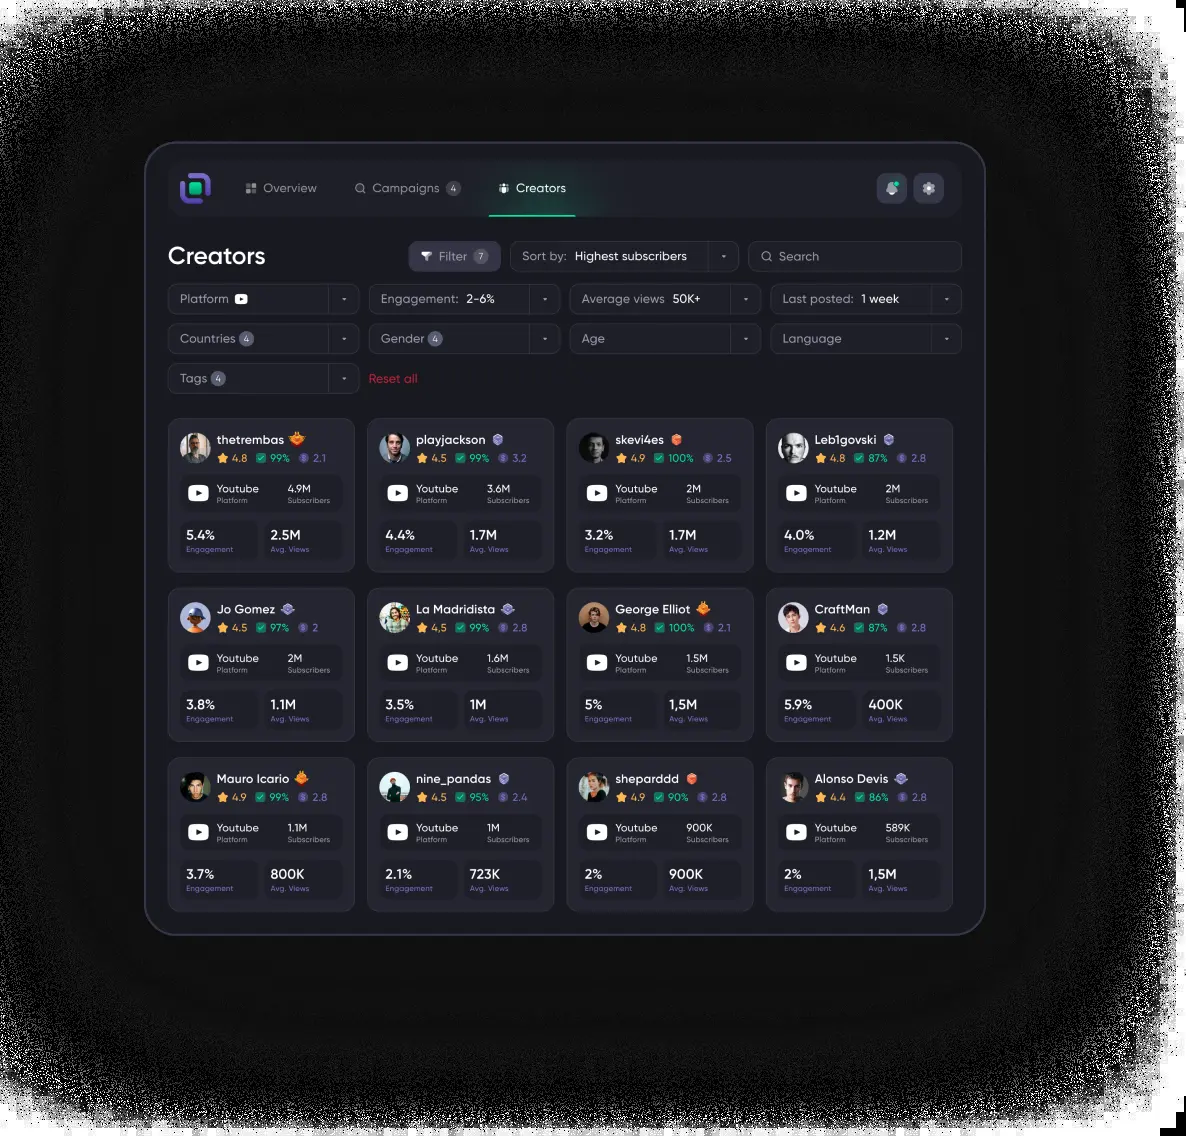 Overview
Campaigns 4
Creators
Creators
Filter 7
Sort by: Highest subscribers
Search
Platform
Engagement: 2-6%
Average views 50K+
Last posted: 1 week
Countries 4
Gender 4
Age
Language
Tags 4
Reset all
thetrembas
4.8 99% 2.1
Youtube 4.9M
Platform Subscribers
5.4% 2.5M
Engagement Avg. Views
playjackson
4.5 99% 3.2
Youtube 3.6M
Platform Subscribers
4.4% 1.7M
Engagement Avg. Views
skevi4es
4.9 100% 2.5
Youtube 2M
Platform Subscribers
3.2% 1.7M
Engagement Avg. Views
Leb1govski
4.8 87% 2.8
Youtube 2M
Platform Subscribers
4.0% 1.2M
Engagement Avg. Views
Jo Gomez
4.5 97% 2
Youtube 2M
Platform Subscribers
3.8% 1.1M
Engagement Avg. Views
La Madridista
4.5 99% 2.8
Youtube 1.6M
Platform Subscribers
3.5% 1M
Engagement Avg. Views
George Elliot
4.8 100% 2.1
Youtube 1.5M
Platform Subscribers
5% 1,5M
Engagement Avg. Views
CraftMan
4.6 87% 2.8
Youtube 1.5K
Platform Subscribers
5.9% 400K
Engagement Avg. Views
Mauro Icario
4.9 99% 2.8
Youtube 1.1M
Platform Subscribers
3.7% 800K
Engagement Avg. Views
nine_pandas
4.5 95% 2.4
Youtube 1M
Platform Subscribers
2.1% 723K
Engagement Avg. Views
sheparddd
4.9 90% 2.8
Youtube 900K
Platform Subscribers
2% 900K
Engagement Avg. Views
Alonso Devis
4.4 86% 2.8
Youtube 589K
Platform Subscribers
2% 1,5M
Engagement Avg. Views